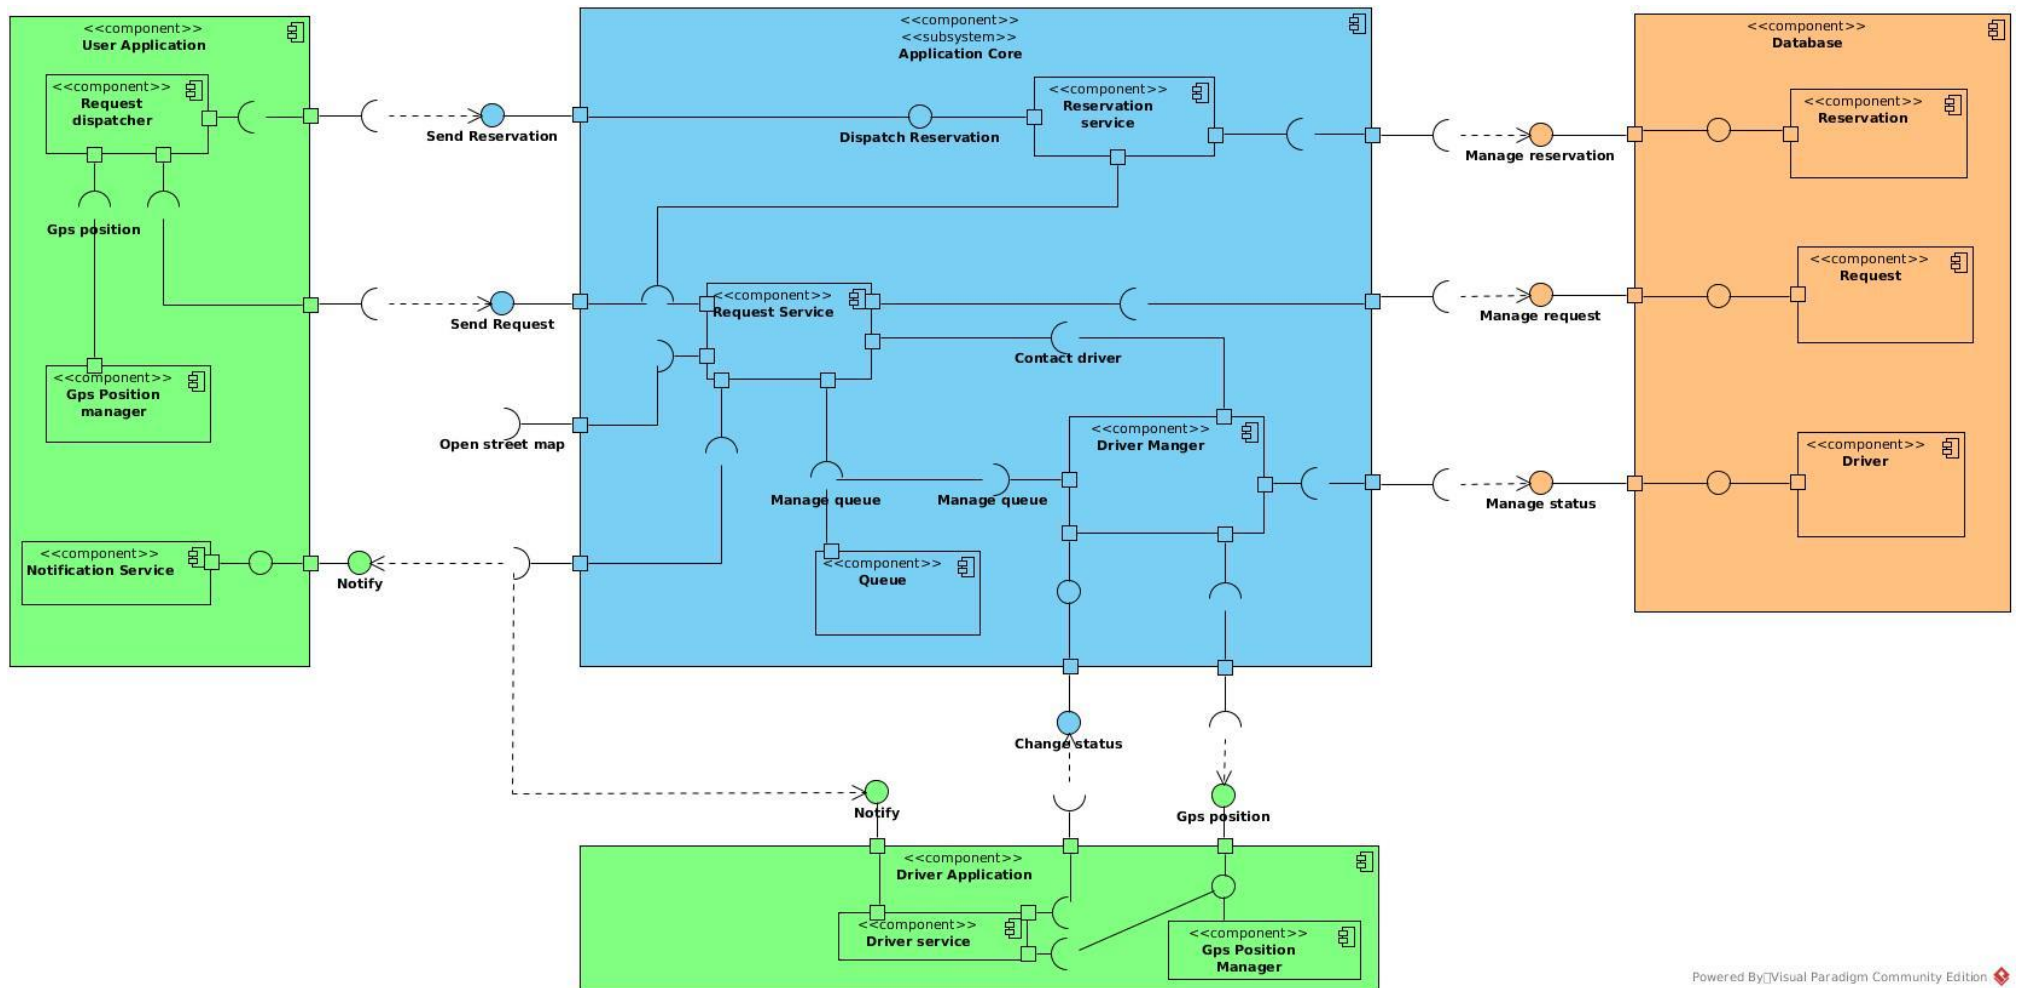 <<component>>
User Application
<<component>>
Request
dispatcher
Gps position
<<component>>
Gps Position
manager
<<component>>
Notification Service
Send Reservation
Send Request
Open street map
Notify
<<component>>
<<subsystem>>
Application Core
Dispatch Reservation
<<component>>
Reservation
service
<<component>>
Request Service
Contact driver
<<component>>
Driver Manger
Manage queue
Manage queue
<<component>>
Queue
Manage reservation
Manage request
Manage status
<<component>>
Database
<<component>>
Reservation
<<component>>
Request
<<component>>
Driver
Change status
Notify
Gps position
<<component>>
Driver Application
<<component>>
Driver service
<<component>>
Gps Position
Manager
Powered By Visual Paradigm Community Edition